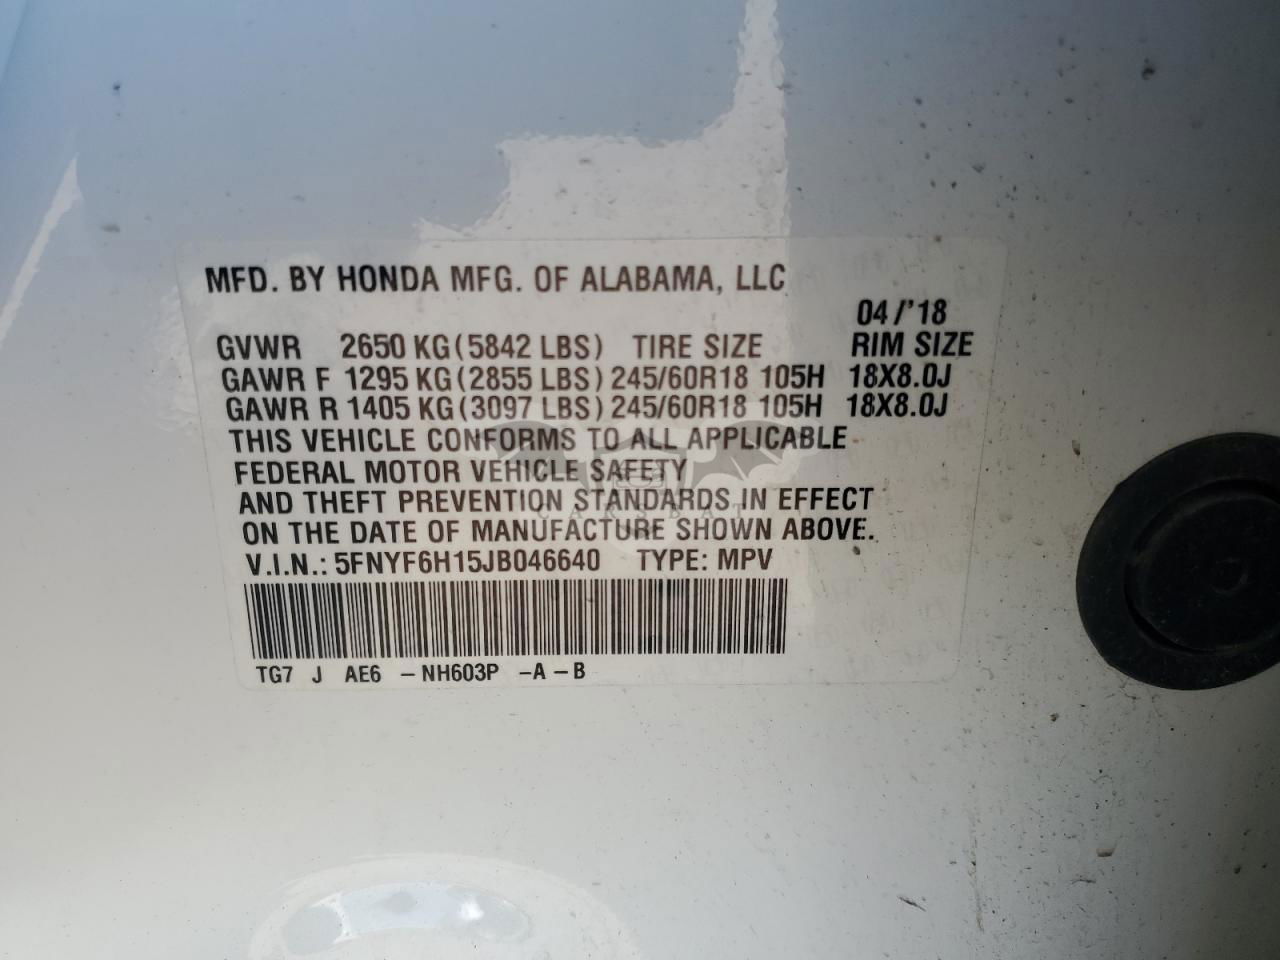 MFD. BY HONDA MFG. OF ALABAMA, LLC
04/'18
GVWR 2650 KG(5842 LBS) TIRE SIZE RIM SIZE
GAWR F 1295 KG(2855 LBS) 245/60R18 105H 18X8.0J
GAWR R 1405 KG(3097 LBS) 245/60R18 105H 18X8.0J
THIS VEHICLE CONFORMS TO ALL APPLICABLE
FEDERAL MOTOR VEHICLE SAFETY
AND THEFT PREVENTION STANDARDS IN EFFECT
CARSBAT
ON THE DATE OF MANUFACTURE SHOWN ABOVE.
V.I.N.: 5FNYF6H15JB046640 TYPE: MPV
TG7 J AE6 -NH603P -A-B